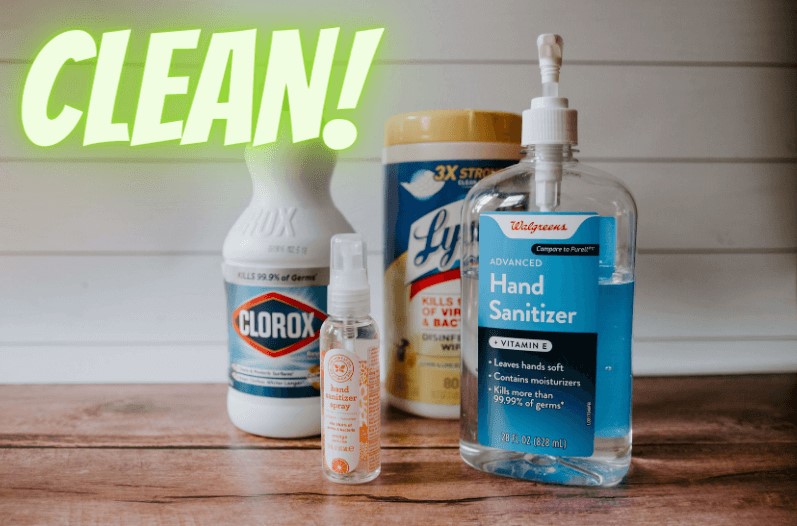 CLEAN!
KILLS 99.9% of Germs
CLOROX
hand
sanitizer
spray
3X STRO
Ly
KILLS
OF VIR
& BACT
DISINFE
WIP
80
Walgreens
Compare to Purell
ADVANCED
Hand
Sanitizer
+ VITAMIN E
• Leaves hands soft
• Contains moisturizers
• Kills more than
99.99% of germs*
28 FL OZ (828 mL)